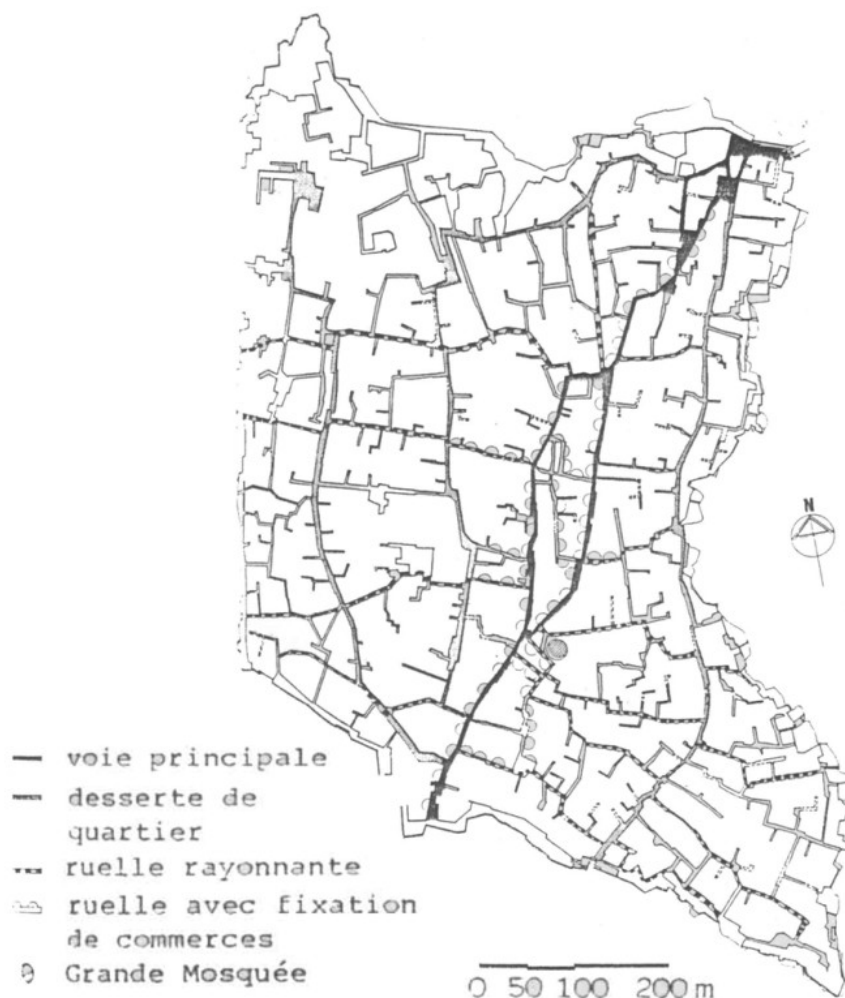 N
voie principale
desserte de
quartier
ruelle rayonnante
ruelle avec fixation
de commerces
Grande Mosquée
0 50 100 200 m